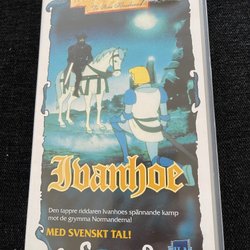 Ivanhoe
Den tappre riddaren Ivanhoes spännande kamp
mot de grymma Normanderna!
MED SVENSKT TAL!